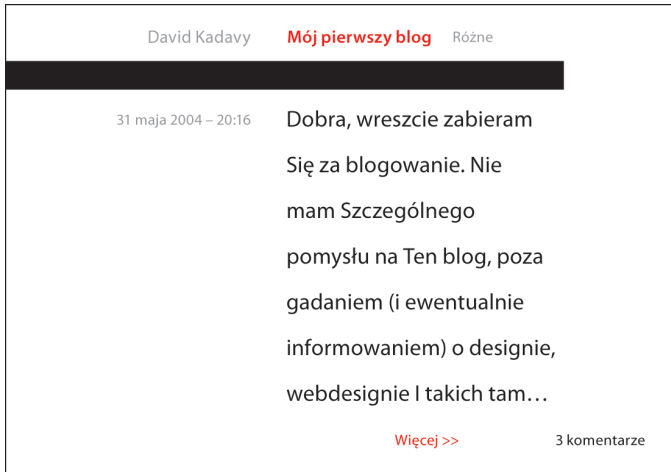 David Kadavy Mój pierwszy blog Różne
31 maja 2004 – 20:16 Dobra, wreszcie zabieram
Się za blogowanie. Nie
mam Szczególnego
pomysłu na Ten blog, poza
gadaniem (i ewentualnie
informowaniem) o designie,
webdesignie I takich tam…
Więcej >> 3 komentarze